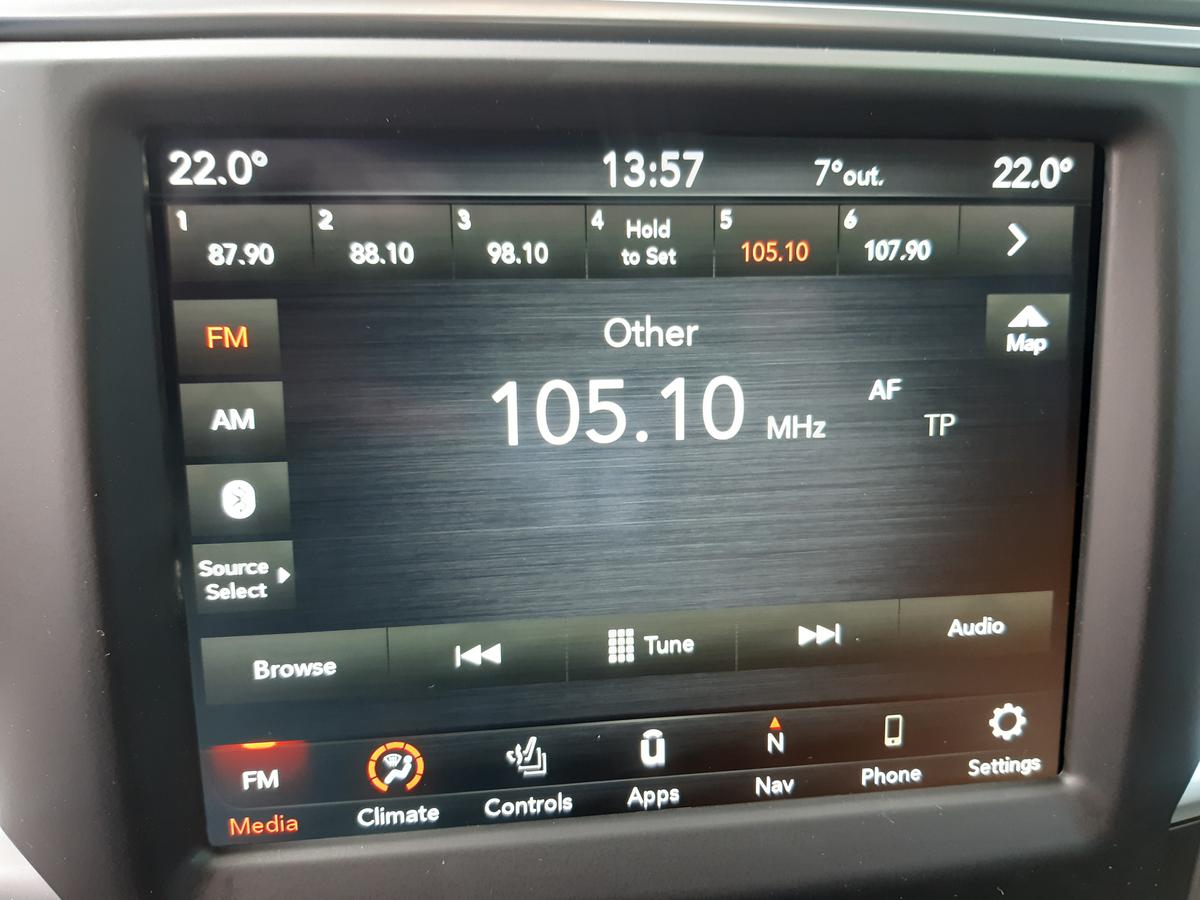 22.0° 13:57 7°out. 22.0°
1 2 3 4 Hold 5 6
87.90 88.10 98.10 to Set 105.10 107.90
FM Other Map
AM 105.10 MHz AF TP
Source
Select
Browse Tune Audio
FM N
Media Climate Controls Apps Nav Phone Settings